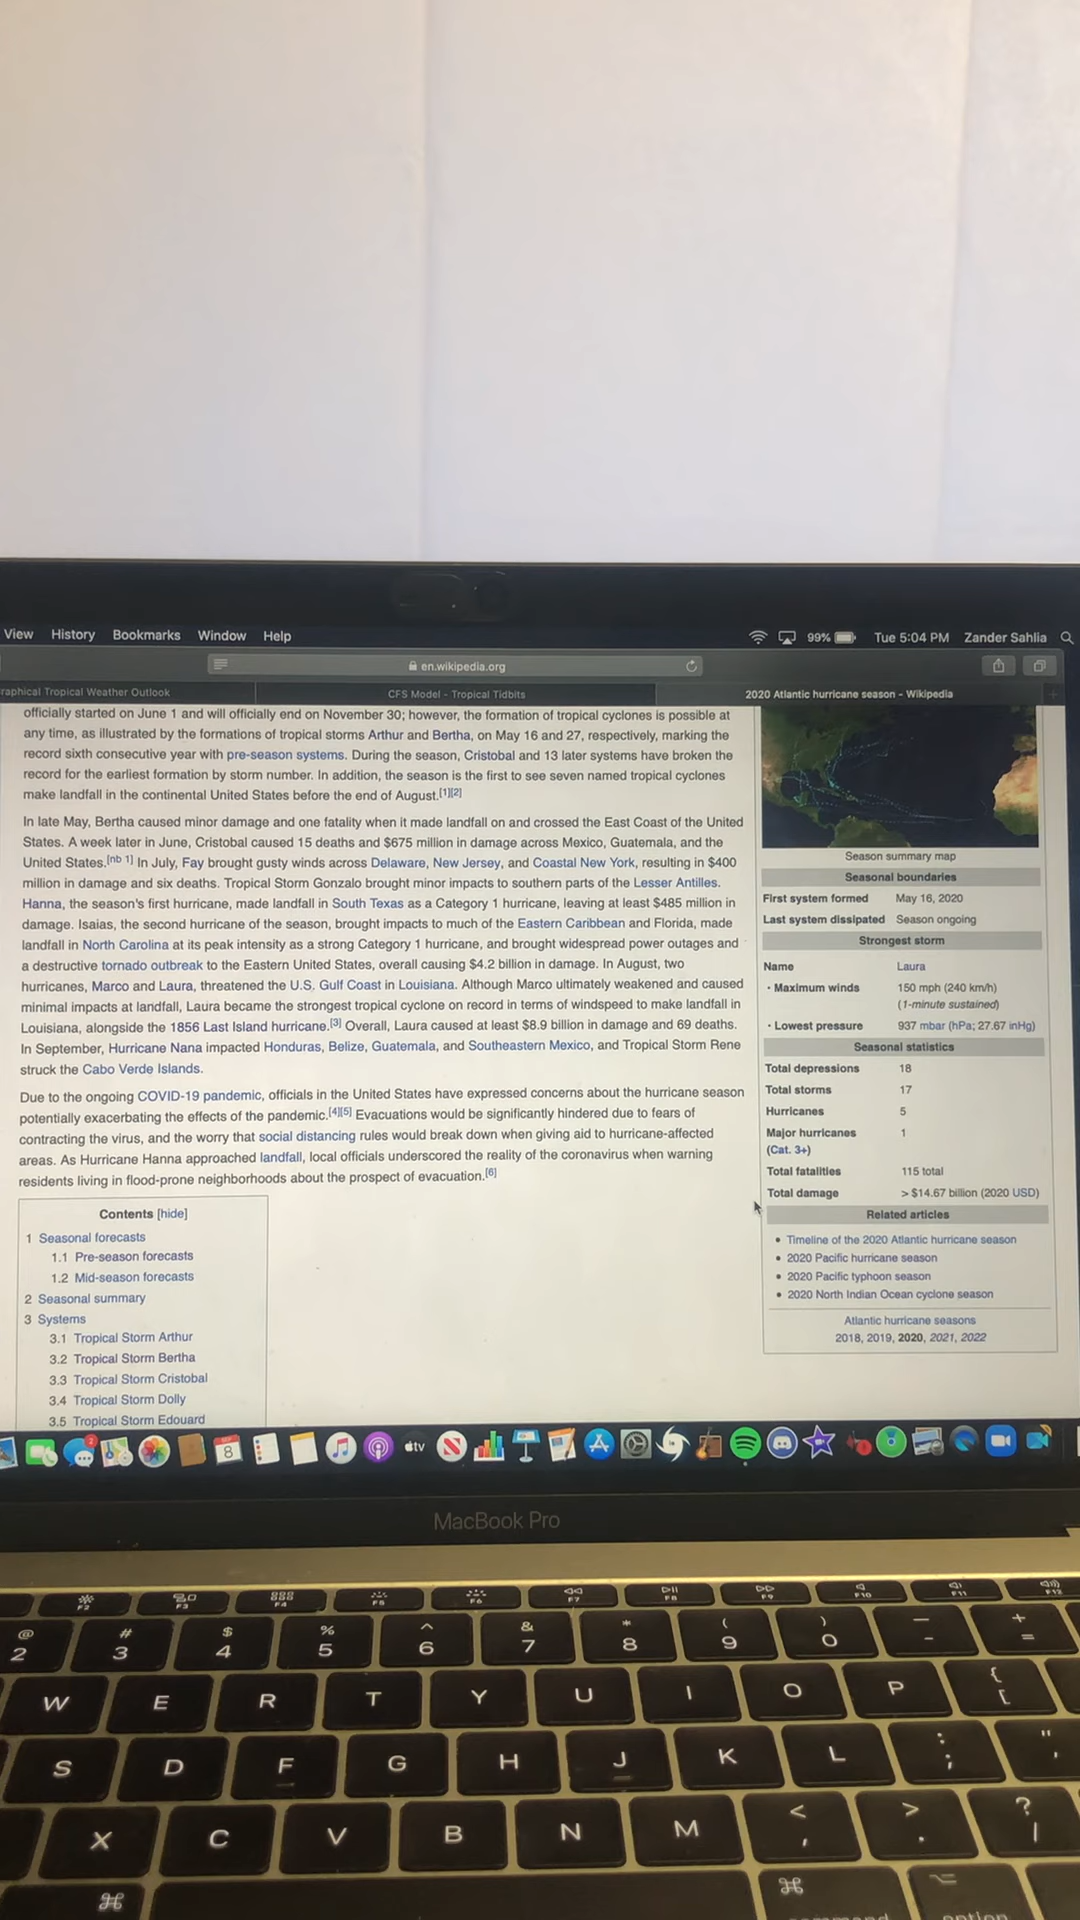 View History Bookmarks Window Help 99% Tue 5:04 PM Zander Sahlia
en.wikipedia.org
raphical Tropical Weather Outlook CFS Model - Tropical Tidbits 2020 Atlantic hurricane season - Wikipedia
officially started on June 1 and will officially end on November 30; however, the formation of tropical cyclones is possible at
any time, as illustrated by the formations of tropical storms Arthur and Bertha, on May 16 and 27, respectively, marking the
record sixth consecutive year with pre-season systems. During the season, Cristobal and 13 later systems have broken the
record for the earliest formation by storm number. In addition, the season is the first to see seven named tropical cyclones
make landfall in the continental United States before the end of August.[1][2]
In late May, Bertha caused minor damage and one fatality when it made landfall on and crossed the East Coast of the United
States. A week later in June, Cristobal caused 15 deaths and $675 million in damage across Mexico, Guatemala, and the
United States.[nb 1] In July, Fay brought gusty winds across Delaware, New Jersey, and Coastal New York, resulting in $400
million in damage and six deaths. Tropical Storm Gonzalo brought minor impacts to southern parts of the Lesser Antilles.
Hanna, the season's first hurricane, made landfall in South Texas as a Category 1 hurricane, leaving at least $485 million in
damage. Isaias, the second hurricane of the season, brought impacts to much of the Eastern Caribbean and Florida, made
landfall in North Carolina at its peak intensity as a strong Category 1 hurricane, and brought widespread power outages and
a destructive tornado outbreak to the Eastern United States, overall causing $4.2 billion in damage. In August, two
hurricanes, Marco and Laura, threatened the U.S. Gulf Coast in Louisiana. Although Marco ultimately weakened and caused
minimal impacts at landfall, Laura became the strongest tropical cyclone on record in terms of windspeed to make landfall in
Louisiana, alongside the 1856 Last Island hurricane.[3] Overall, Laura caused at least $8.9 billion in damage and 69 deaths.
In September, Hurricane Nana impacted Honduras, Belize, Guatemala, and Southeastern Mexico, and Tropical Storm Rene
struck the Cabo Verde Islands.
Due to the ongoing COVID-19 pandemic, officials in the United States have expressed concerns about the hurricane season
potentially exacerbating the effects of the pandemic.[4][5] Evacuations would be significantly hindered due to fears of
contracting the virus, and the worry that social distancing rules would break down when giving aid to hurricane-affected
areas. As Hurricane Hanna approached landfall, local officials underscored the reality of the coronavirus when warning
residents living in flood-prone neighborhoods about the prospect of evacuation.[6]
Contents [hide]
1 Seasonal forecasts
1.1 Pre-season forecasts
1.2 Mid-season forecasts
2 Seasonal summary
3 Systems
3.1 Tropical Storm Arthur
3.2 Tropical Storm Bertha
3.3 Tropical Storm Cristobal
3.4 Tropical Storm Dolly
3.5 Tropical Storm Edouard
Season summary map
Seasonal boundaries
First system formed May 16, 2020
Last system dissipated Season ongoing
Strongest storm
Name Laura
• Maximum winds 150 mph (240 km/h)
(1-minute sustained)
• Lowest pressure 937 mbar (hPa; 27.67 inHg)
Seasonal statistics
Total depressions 18
Total storms 17
Hurricanes 5
Major hurricanes 1
(Cat. 3+)
Total fatalities 115 total
Total damage > $14.67 billion (2020 USD)
Related articles
• Timeline of the 2020 Atlantic hurricane season
• 2020 Pacific hurricane season
• 2020 Pacific typhoon season
• 2020 North Indian Ocean cyclone season
Atlantic hurricane seasons
2018, 2019, 2020, 2021, 2022
8 tv
MacBook Pro
F2 F3 F4 F5 F6 F7 F8 F9 F10 F11 F12
@ # $ % ^ & * ( ) _ +
2 3 4 5 6 7 8 9 0 - =
W E R T Y U I O P { [
S D F G H J K L : ; " '
X C V B N M < , > . ? /
⌘ ⌘